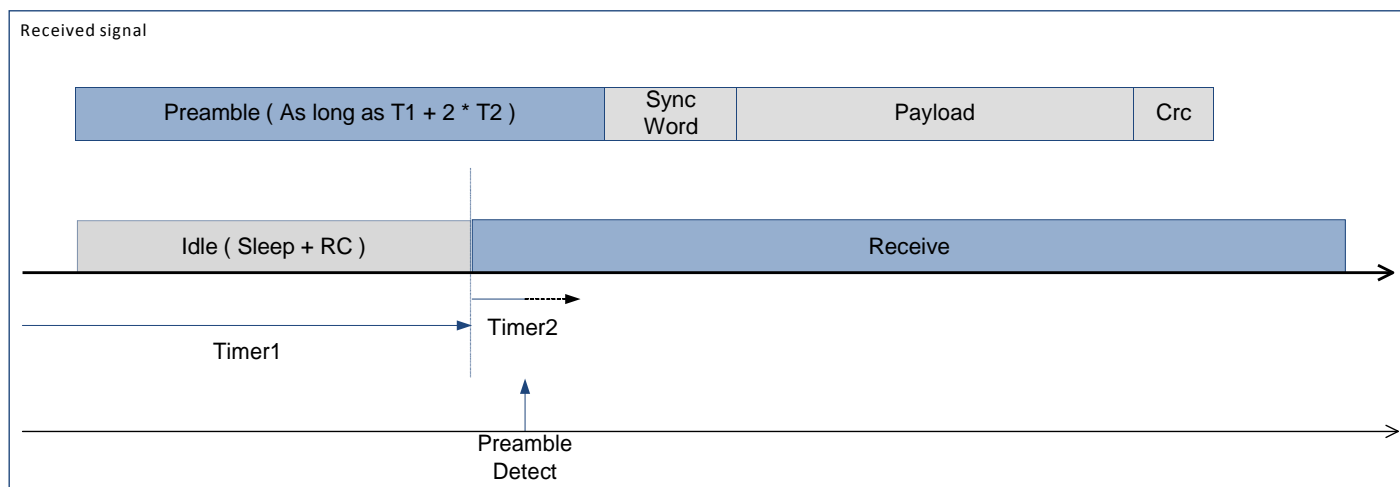 Received signal
Preamble ( As long as T1 + 2 * T2 )
Sync
Word
Payload
Crc
Idle ( Sleep + RC )
Receive
Timer2
Timer1
Preamble
Detect